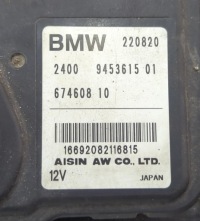 BMW 220820
2400 9453615 01
674608 10
16692082116815
AISIN AW CO., LTD.
12V JAPAN